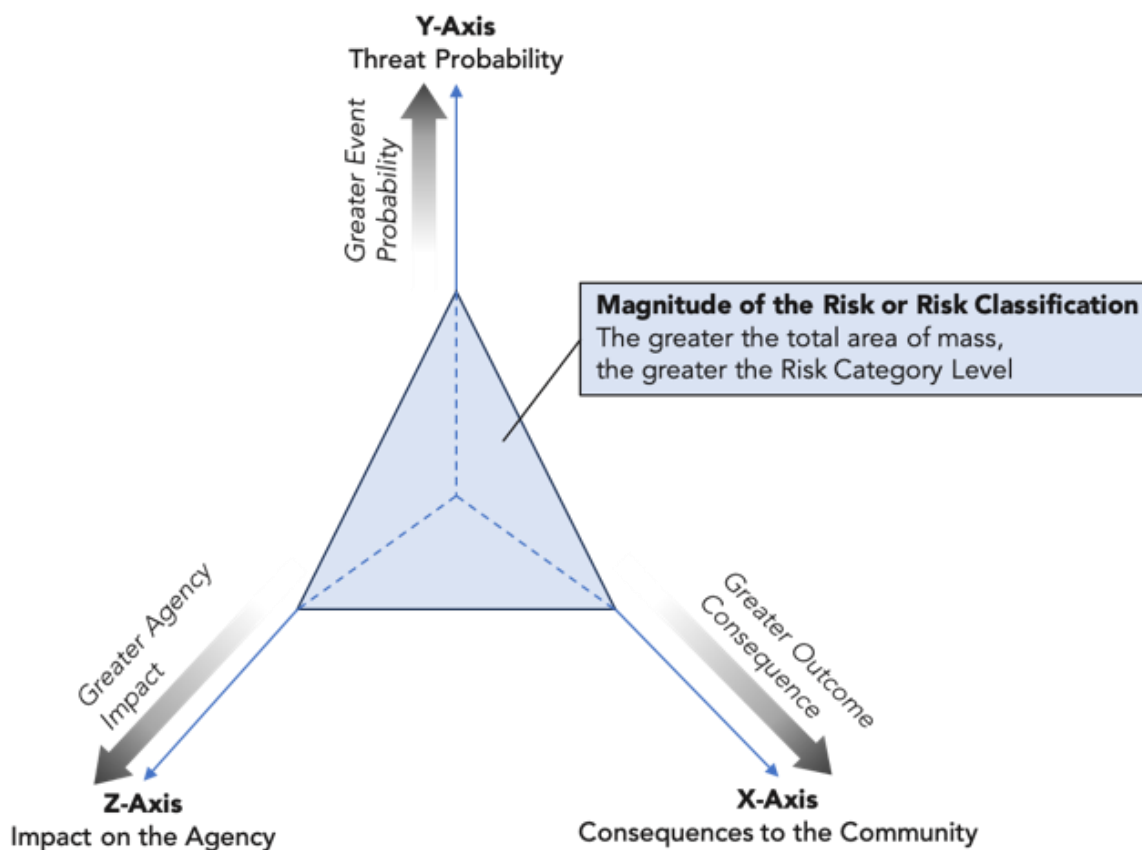 Y-Axis
Threat Probability
Greater Event
Probability
Magnitude of the Risk or Risk Classification
The greater the total area of mass,
the greater the Risk Category Level
Greater Agency
Impact
Greater Outcome
Consequence
Z-Axis
Impact on the Agency
X-Axis
Consequences to the Community